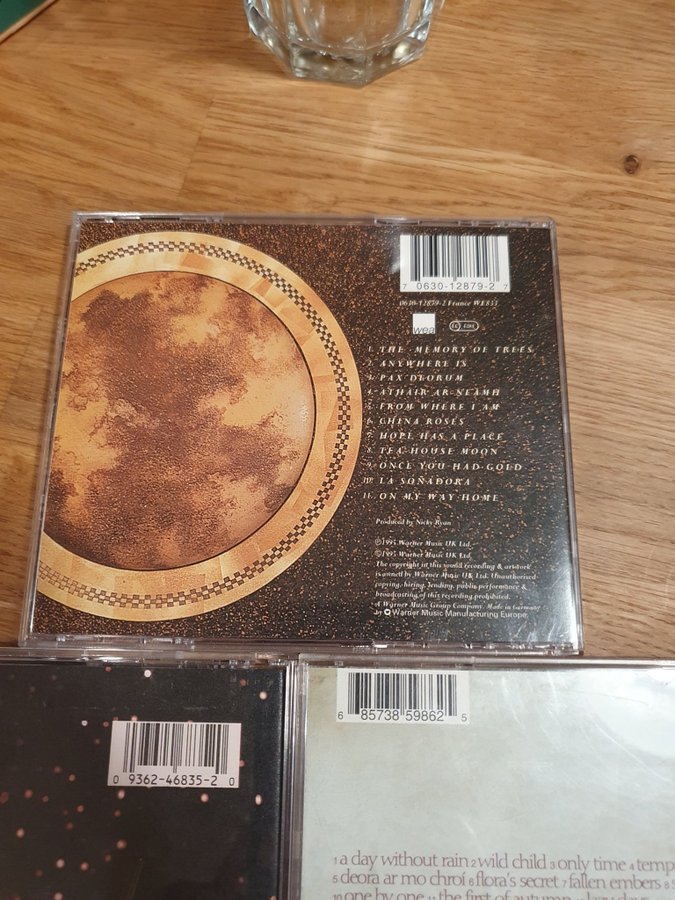 7 0630-12879-2 7
0630-12879-2 France WE833
wea
LC 4281
1. THE MEMORY OF TREES
ANYWHERE IS
3. PAX DEORUM
4. ATHAIR AR NEAMH
5. FROM WHERE I AM
6. CHINA ROSES
7. HOPE HAS A PLACE
8. TEA-HOUSE MOON
9. ONCE YOU HAD GOLD
10. LA SOÑADORA
11. ON MY WAY HOME
Produced by Nicky Ryan
℗1995 Warner Music UK Ltd.
©1995 Warner Music UK Ltd.
The copyright in this sound recording & artwork
is owned by Warner Music UK Ltd. Unauthorised
copying, hiring, lending, public performance &
broadcasting of this recording prohibited.
A Warner Music Group Company. Made in Germany
by Warner Music Manufacturing Europe.
0 9362-46835-2 0
6 85738 59862 5
1 a day without rain 2 wild child 3 only time 4 temp
5 deora ar mo chroí 6 flora's secret 7 fallen embers 8 s
10 one by one 11 the first of autumn